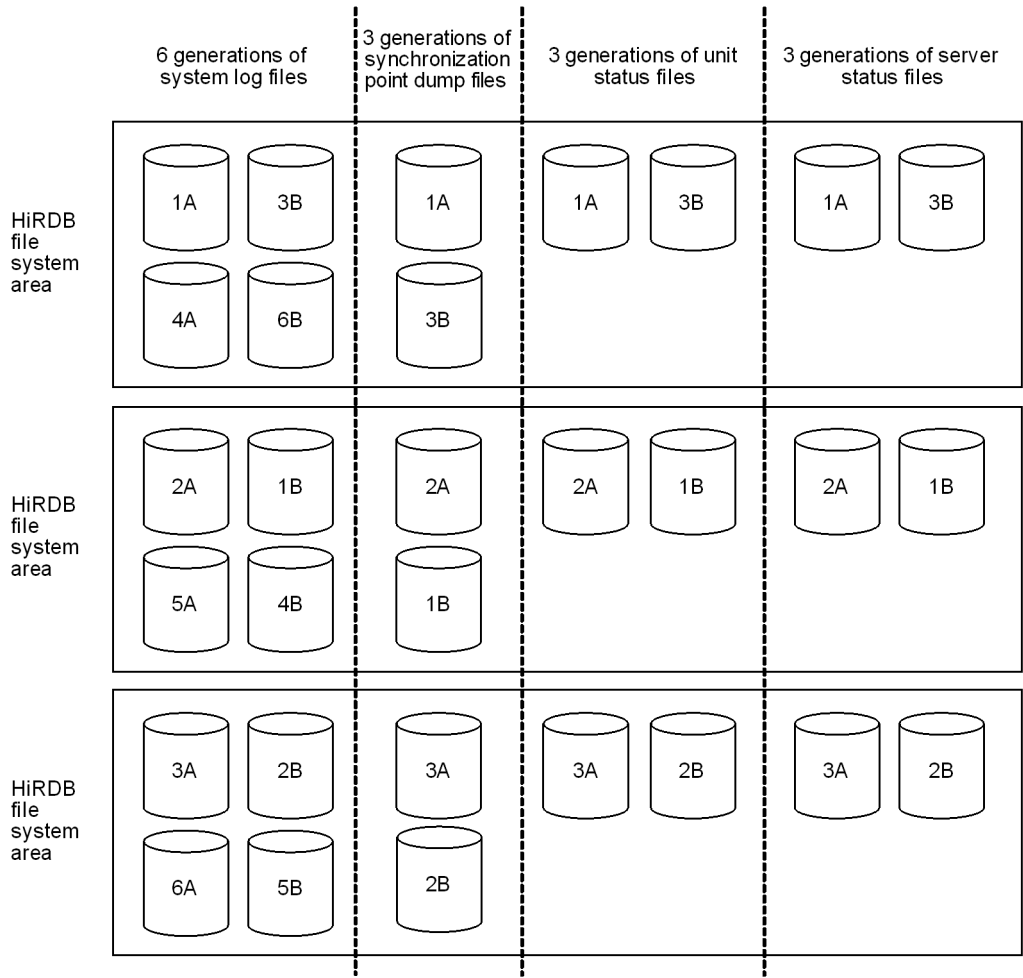 6 generations of
system log files
3 generations of
synchronization
point dump files
3 generations of unit
status files
3 generations of server
status files
HiRDB
file
system
area
1A 3B 1A 1A 3B 1A 3B
4A 6B 3B
HiRDB
file
system
area
2A 1B 2A 2A 1B 2A 1B
5A 4B 1B
HiRDB
file
system
area
3A 2B 3A 3A 2B 3A 2B
6A 5B 2B